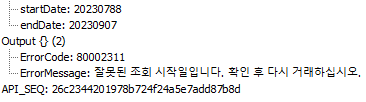 startDate: 20230788
endDate: 20230907
Output {} (2)
ErrorCode: 80002311
ErrorMessage: 잘못된 조회 시작일입니다. 확인 후 다시 거래하십시오.
API_SEQ: 26c2344201978b724f24a5e7add87b8d